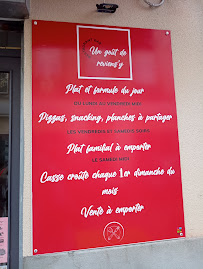 Un goût de
reviens'y
Plat et formule du jour
DU LUNDI AU VENDREDI MIDI
Pizzas, snacking, planches à partager
LES VENDREDIS ET SAMEDIS SOIRS
Plat familial à emporter
LE SAMEDI MIDI
Casse croûte chaque 1er dimanche du
mois
Vente à emporter